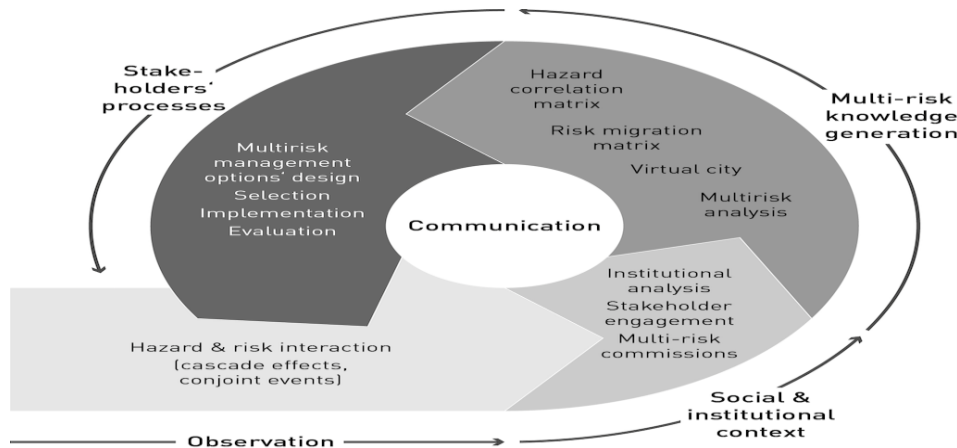 Stake-
holders'
processes
Multi-risk
knowledge
generation
Hazard
correlation
matrix
Risk migration
matrix
Virtual city
Multirisk
analysis
Multirisk
management
options' design
Selection
Implementation
Evaluation
Communication
Institutional
analysis
Stakeholder
engagement
Multi-risk
commissions
Hazard & risk interaction
(cascade effects,
conjoint events)
Social &
institutional
context
Observation